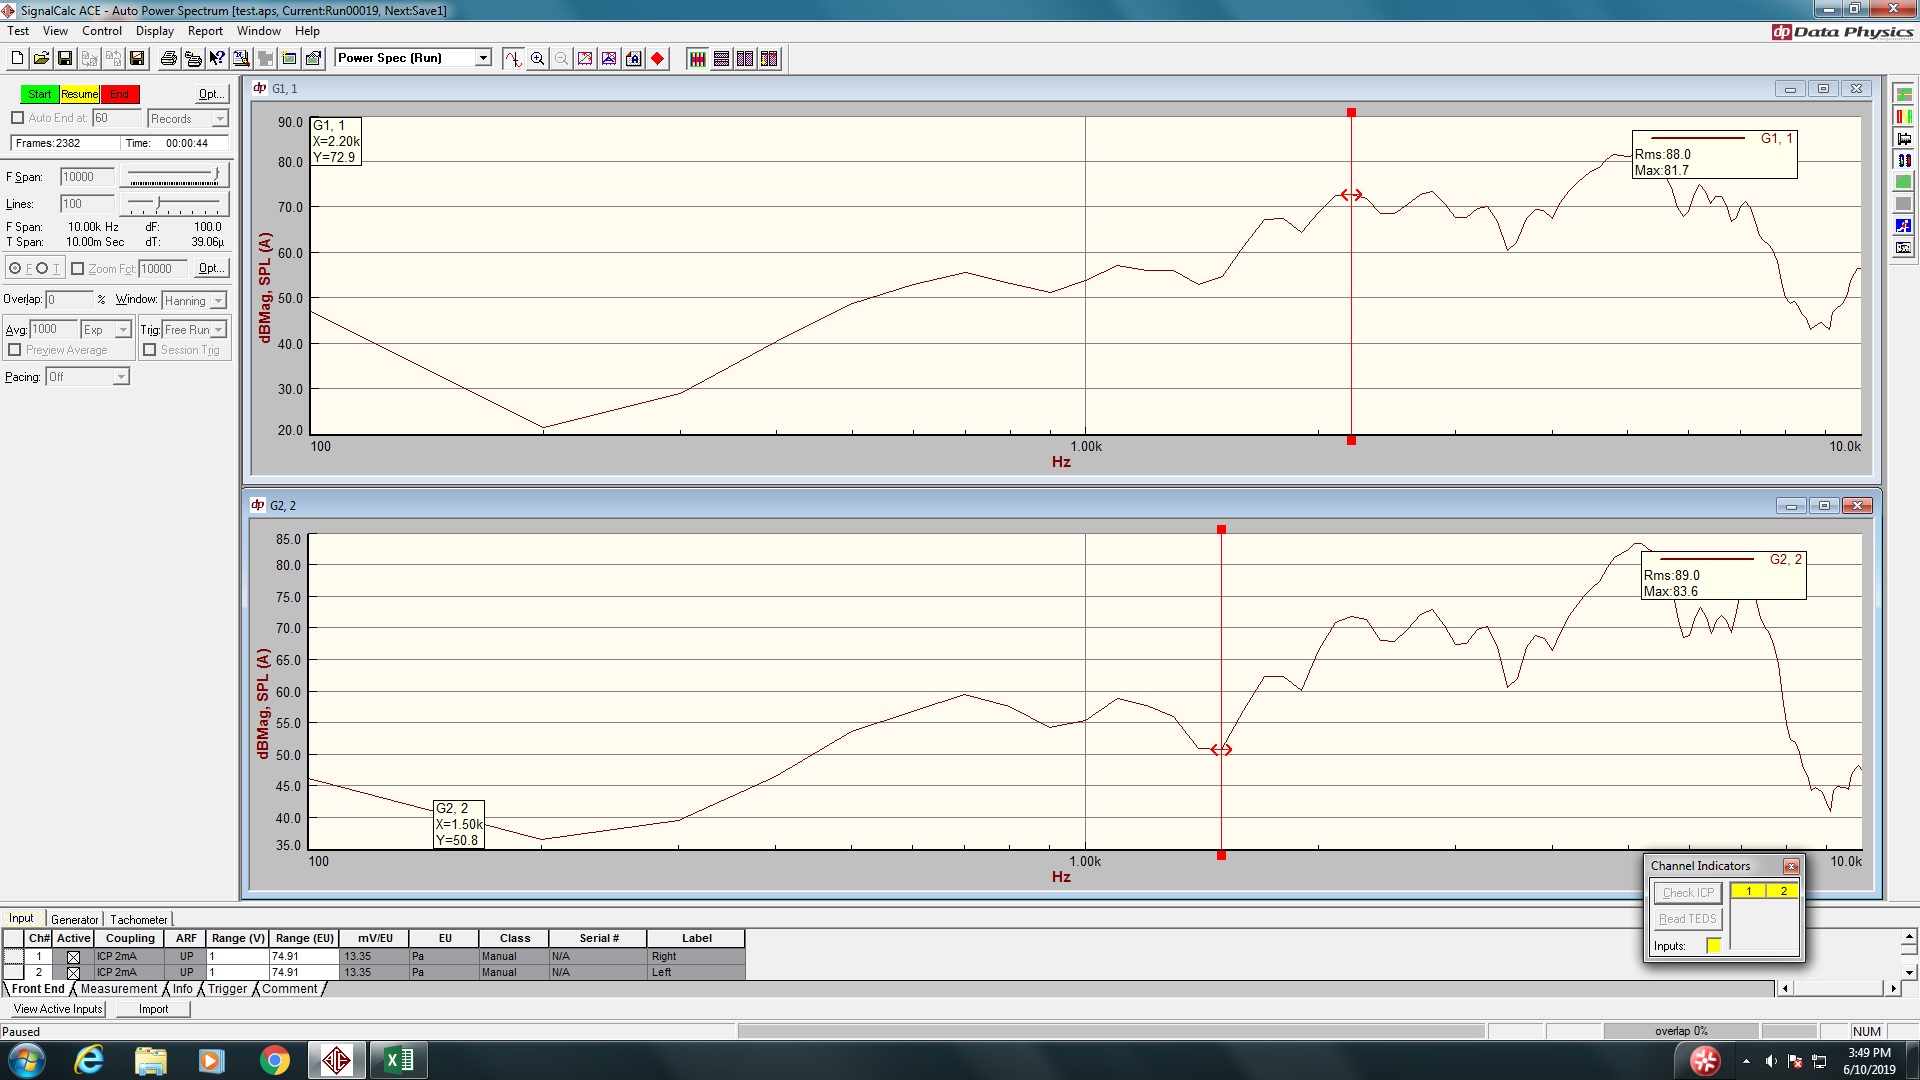 SignalCalc ACE - Auto Power Spectrum [test.aps, Current:Run00019, Next:Save1]
Test View Control Display Report Window Help
dp Data Physics
Power Spec (Run)
Start Resume End Opt...
Auto End at: 60 Records
Frames:2382 Time: 00:00:44
F Span: 10000
Lines: 100
F Span: 10.00k Hz dF: 100.0
T Span: 10.00m Sec dT: 39.06µ
F T Zoom Fct: 10000 Opt...
Overlap: 0 % Window: Hanning
Avg: 1000 Exp Trig: Free Run
Preview Average Session Trig
Pacing: Off
dp G1, 1
G1, 1
X=2.20k
Y=72.9
G1, 1
Rms:88.0
Max:81.7
dBMag, SPL (A)
90.0
80.0
70.0
60.0
50.0
40.0
30.0
20.0
100 1.00k 10.0k
Hz
dp G2, 2
G2, 2
Rms:89.0
Max:83.6
dBMag, SPL (A)
85.0
80.0
75.0
70.0
65.0
60.0
55.0
50.0
45.0
40.0
35.0
G2, 2
X=1.50k
Y=50.8
100 1.00k 10.0k
Hz
Channel Indicators
Check ICP 1 2
Read TEDS
Inputs:
Input Generator Tachometer
Ch# Active Coupling ARF Range (V) Range (EU) mV/EU EU Class Serial # Label
1 ICP 2mA UP 1 74.91 13.35 Pa Manual N/A Right
2 ICP 2mA UP 1 74.91 13.35 Pa Manual N/A Left
Front End Measurement Info Trigger Comment
View Active Inputs Import
Paused overlap 0% NUM
3:49 PM
6/10/2019